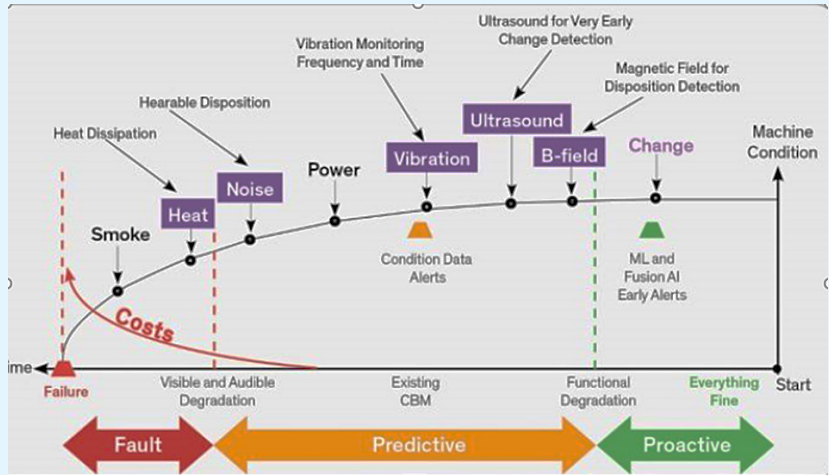 Ultrasound for Very Early
Change Detection
Vibration Monitoring
Frequency and Time
Magnetic Field for
Disposition Detection
Hearable Disposition
Heat Dissipation
Machine
Condition
Ultrasound
Change
B-field
Vibration
Power
Noise
Heat
Smoke
Condition Data
Alerts
ML and
Fusion AI
Early Alerts
Costs
ime
Failure
Visible and Audible
Degradation
Existing
CBM
Functional
Degradation
Everything
Fine
Start
Fault
Predictive
Proactive